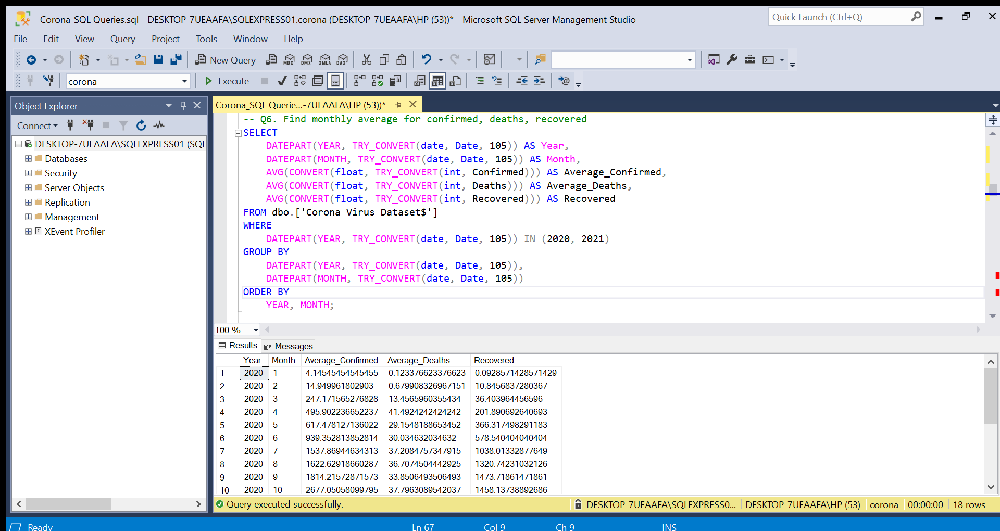 Corona_SQL Queries.sql - DESKTOP-7UEAAFA\SQLEXPRESS01.corona (DESKTOP-7UEAAFA\HP (53))* - Microsoft SQL Server Management Studio
Quick Launch (Ctrl+Q)
File Edit View Query Project Tools Window Help
New Query MDX DMX XMLA DAX
corona Execute
Object Explorer
Connect
DESKTOP-7UEAAFA\SQLEXPRESS01 (SQL
Databases
Security
Server Objects
Replication
Management
XEvent Profiler
Corona_SQL Querie...-7UEAAFA\HP (53))*
-- Q6. Find monthly average for confirmed, deaths, recovered
SELECT
DATEPART(YEAR, TRY_CONVERT(date, Date, 105)) AS Year,
DATEPART(MONTH, TRY_CONVERT(date, Date, 105)) AS Month,
AVG(CONVERT(float, TRY_CONVERT(int, Confirmed))) AS Average_Confirmed,
AVG(CONVERT(float, TRY_CONVERT(int, Deaths))) AS Average_Deaths,
AVG(CONVERT(float, TRY_CONVERT(int, Recovered))) AS Recovered
FROM dbo.['Corona Virus Dataset$']
WHERE
DATEPART(YEAR, TRY_CONVERT(date, Date, 105)) IN (2020, 2021)
GROUP BY
DATEPART(YEAR, TRY_CONVERT(date, Date, 105)),
DATEPART(MONTH, TRY_CONVERT(date, Date, 105))
ORDER BY
YEAR, MONTH;
100 %
Results Messages
Year Month Average_Confirmed Average_Deaths Recovered
1 2020 1 4.14545454545455 0.123376623376623 0.0928571428571429
2 2020 2 14.949961802903 0.679908326967151 10.8456837280367
3 2020 3 247.171565276828 13.4565960355434 36.403964456596
4 2020 4 495.902236652237 41.4924242424242 201.890692640693
5 2020 5 617.478127136022 29.1548188653452 366.317498291183
6 2020 6 939.352813852814 30.034632034632 578.540404040404
7 2020 7 1537.86944634313 37.2084757347915 1038.01332877649
8 2020 8 1622.62918660287 36.7074504442925 1320.74231032126
9 2020 9 1814.21572871573 33.8506493506493 1473.71861471861
10 2020 10 2677.05058099795 37.7963089542037 1458.13738892686
Query executed successfully. DESKTOP-7UEAAFA\SQLEXPRESS0... DESKTOP-7UEAAFA\HP (53) corona 00:00:00 18 rows
Ready Ln 67 Col 9 Ch 9 INS